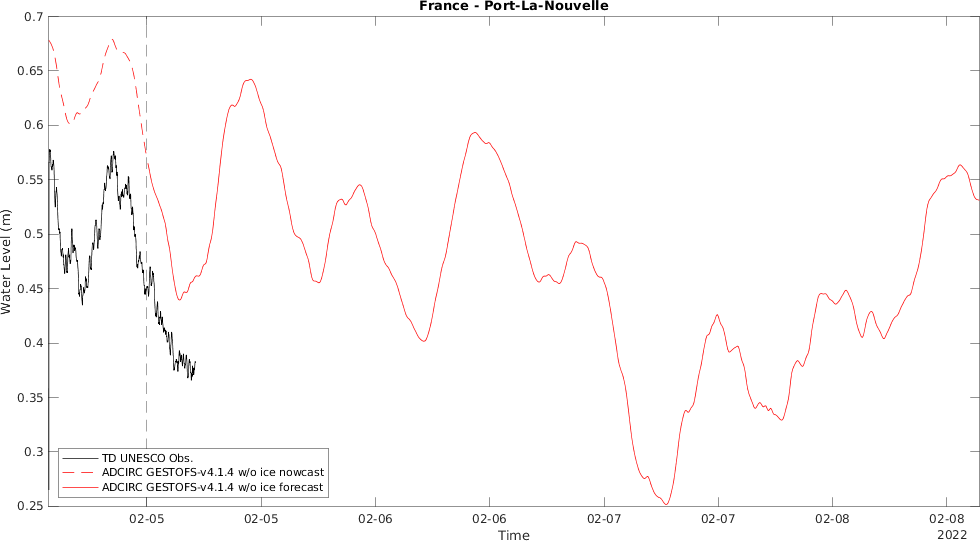 France - Port-La-Nouvelle
0.7
0.65
0.6
0.55
0.5
0.45
0.4
0.35
0.3
0.25
Water Level (m)
TD UNESCO Obs.
ADCIRC GESTOFS-v4.1.4 w/o ice nowcast
ADCIRC GESTOFS-v4.1.4 w/o ice forecast
02-05 02-05 02-06 02-06 02-07 02-07 02-08 02-08
2022
Time